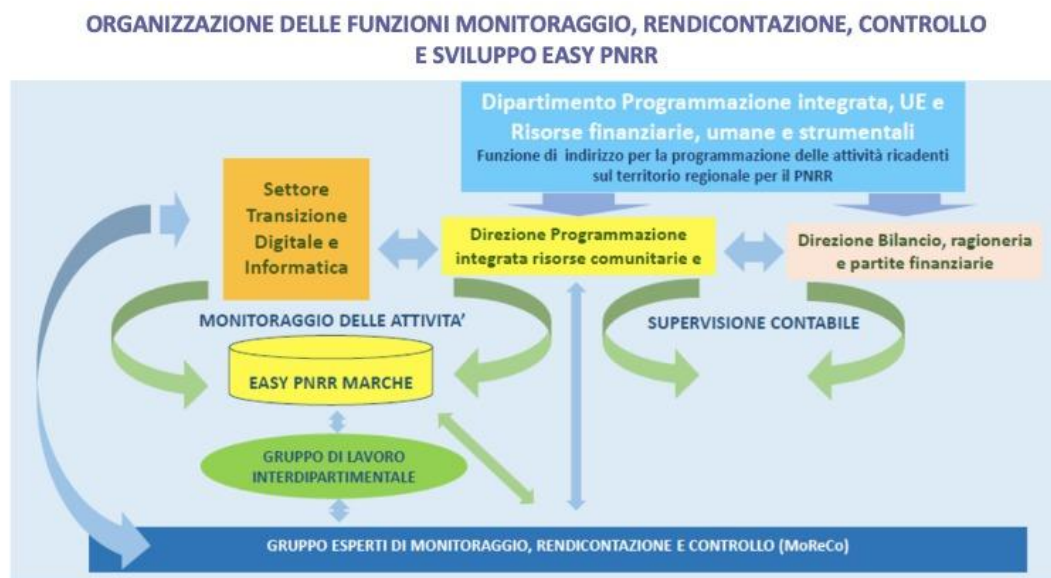 ORGANIZZAZIONE DELLE FUNZIONI MONITORAGGIO, RENDICONTAZIONE, CONTROLLO
E SVILUPPO EASY PNRR
Dipartimento Programmazione integrata, UE e
Risorse finanziarie, umane e strumentali
Funzione di indirizzo per la programmazione delle attività ricadenti
sul territorio regionale per il PNRR
Settore
Transizione
Digitale e
Informatica
Direzione Programmazione
integrata risorse comunitarie e
Direzione Bilancio, ragioneria
e partite finanziarie
MONITORAGGIO DELLE ATTIVITA'
SUPERVISIONE CONTABILE
EASY PNRR MARCHE
GRUPPO DI LAVORO
INTERDIPARTIMENTALE
GRUPPO ESPERTI DI MONITORAGGIO, RENDICONTAZIONE E CONTROLLO (MoReCo)